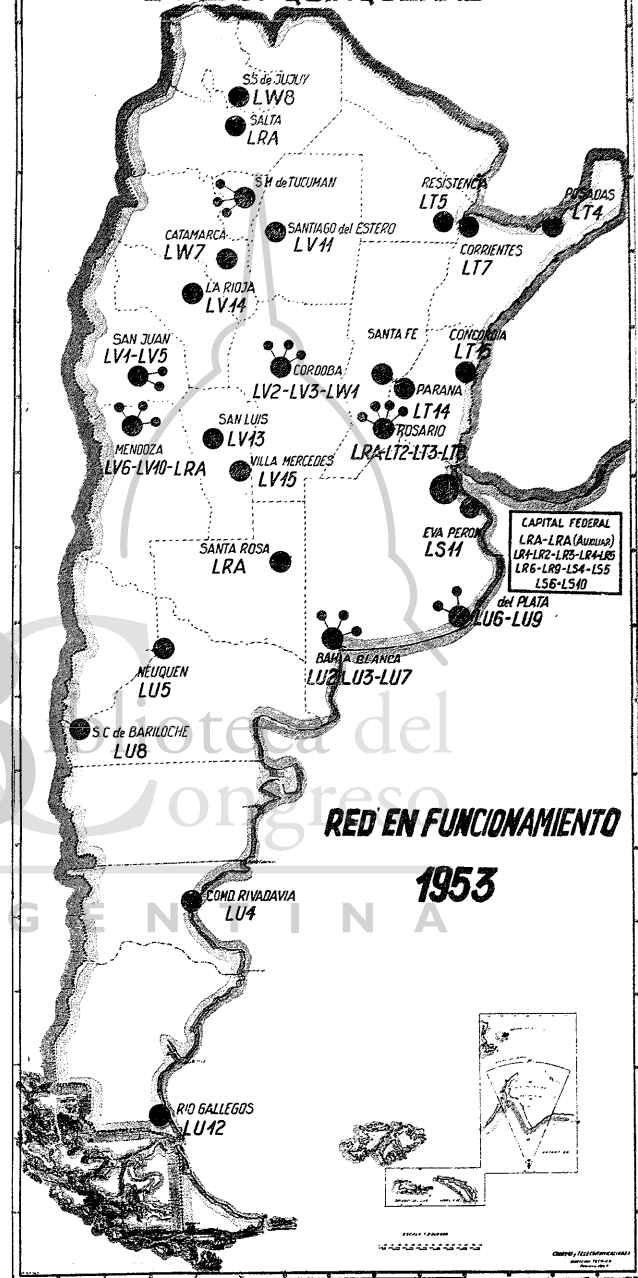 S.S de JUJUY
LW8
SALTA
LRA
S.M de TUCUMAN
RESISTENCIA
LT5
POSADAS
LT4
CORRIENTES
LT7
SANTIAGO del ESTERO
LV11
CATAMARCA
LW7
LA RIOJA
LV14
SAN JUAN
LV1-LV5
CORDOBA
LV2-LV3-LW1
SANTA FE
CONCORDIA
LT15
PARANA
LT14
ROSARIO
LRA-LT2-LT3-LT8
MENDOZA
LV6-LV10-LRA
SAN LUIS
LV13
VILLA MERCEDES
LV15
EVA PERON
LS11
CAPITAL FEDERAL
LRA-LRA (AUXILIAR)
LR1-LR2-LR3-LR4-LR5
LR6-LR9-LS4-LS5
LS6-LS10
SANTA ROSA
LRA
del PLATA
LU6-LU9
BAHIA BLANCA
LU2-LU3-LU7
NEUQUEN
LU5
S.C de BARILOCHE
LU8
Biblioteca del
Congreso
ARGENTINA
RED EN FUNCIONAMIENTO
1953
COMD. RIVADAVIA
LU4
RIO GALLEGOS
LU12
CORREOS y TELECOMUNICACIONES